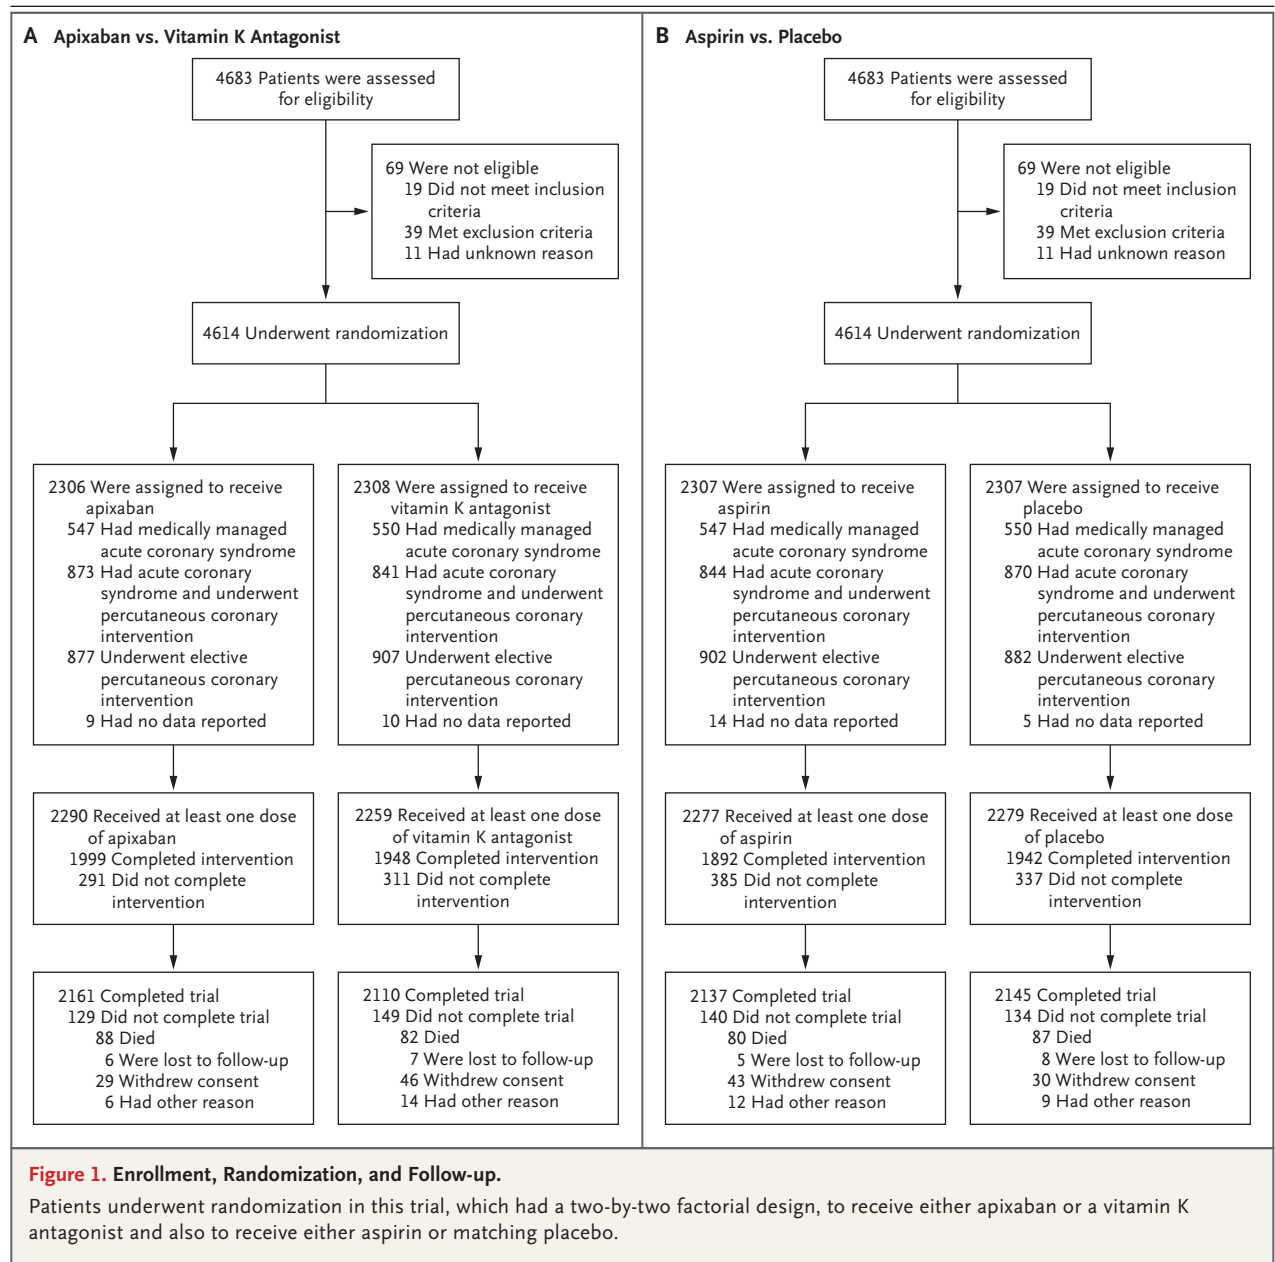 A Apixaban vs. Vitamin K Antagonist
4683 Patients were assessed
for eligibility
69 Were not eligible
19 Did not meet inclusion
criteria
39 Met exclusion criteria
11 Had unknown reason
4614 Underwent randomization
2306 Were assigned to receive
apixaban
547 Had medically managed
acute coronary syndrome
873 Had acute coronary
syndrome and underwent
percutaneous coronary
intervention
877 Underwent elective
percutaneous coronary
intervention
9 Had no data reported
2308 Were assigned to receive
vitamin K antagonist
550 Had medically managed
acute coronary syndrome
841 Had acute coronary
syndrome and underwent
percutaneous coronary
intervention
907 Underwent elective
percutaneous coronary
intervention
10 Had no data reported
2290 Received at least one dose
of apixaban
1999 Completed intervention
291 Did not complete
intervention
2259 Received at least one dose
of vitamin K antagonist
1948 Completed intervention
311 Did not complete
intervention
2161 Completed trial
129 Did not complete trial
88 Died
6 Were lost to follow-up
29 Withdrew consent
6 Had other reason
2110 Completed trial
149 Did not complete trial
82 Died
7 Were lost to follow-up
46 Withdrew consent
14 Had other reason
B Aspirin vs. Placebo
4683 Patients were assessed
for eligibility
69 Were not eligible
19 Did not meet inclusion
criteria
39 Met exclusion criteria
11 Had unknown reason
4614 Underwent randomization
2307 Were assigned to receive
aspirin
547 Had medically managed
acute coronary syndrome
844 Had acute coronary
syndrome and underwent
percutaneous coronary
intervention
902 Underwent elective
percutaneous coronary
intervention
14 Had no data reported
2307 Were assigned to receive
placebo
550 Had medically managed
acute coronary syndrome
870 Had acute coronary
syndrome and underwent
percutaneous coronary
intervention
882 Underwent elective
percutaneous coronary
intervention
5 Had no data reported
2277 Received at least one dose
of aspirin
1892 Completed intervention
385 Did not complete
intervention
2279 Received at least one dose
of placebo
1942 Completed intervention
337 Did not complete
intervention
2137 Completed trial
140 Did not complete trial
80 Died
5 Were lost to follow-up
43 Withdrew consent
12 Had other reason
2145 Completed trial
134 Did not complete trial
87 Died
8 Were lost to follow-up
30 Withdrew consent
9 Had other reason
Figure 1. Enrollment, Randomization, and Follow-up.
Patients underwent randomization in this trial, which had a two-by-two factorial design, to receive either apixaban or a vitamin K
antagonist and also to receive either aspirin or matching placebo.